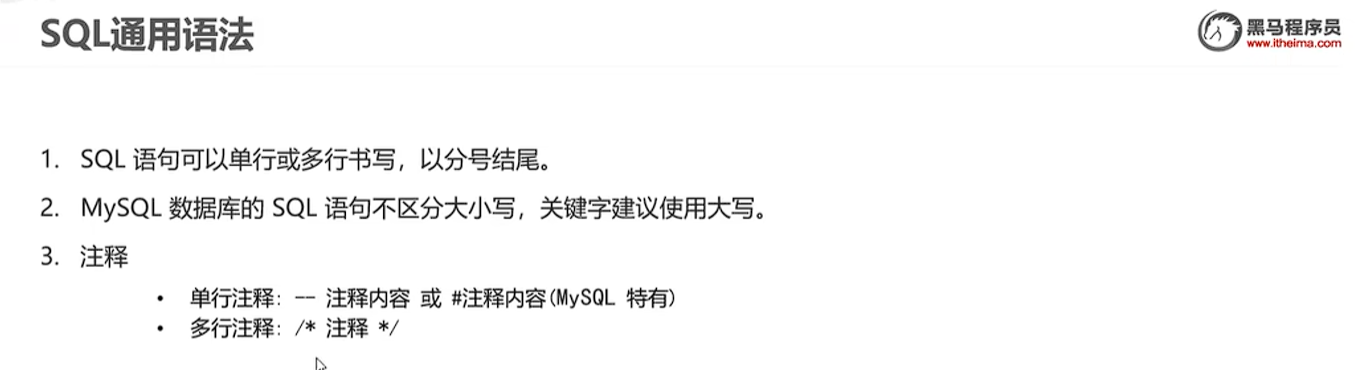 SQL通用语法
黑马程序员
www.itheima.com
1. SQL 语句可以单行或多行书写，以分号结尾。
2. MySQL 数据库的 SQL 语句不区分大小写，关键字建议使用大写。
3. 注释
• 单行注释: -- 注释内容 或 #注释内容(MySQL 特有)
• 多行注释: /* 注释 */